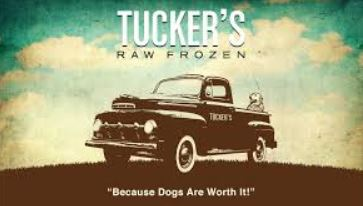 TUCKER'S
RAW FROZEN
TUCKER'S
"Because Dogs Are Worth It!"